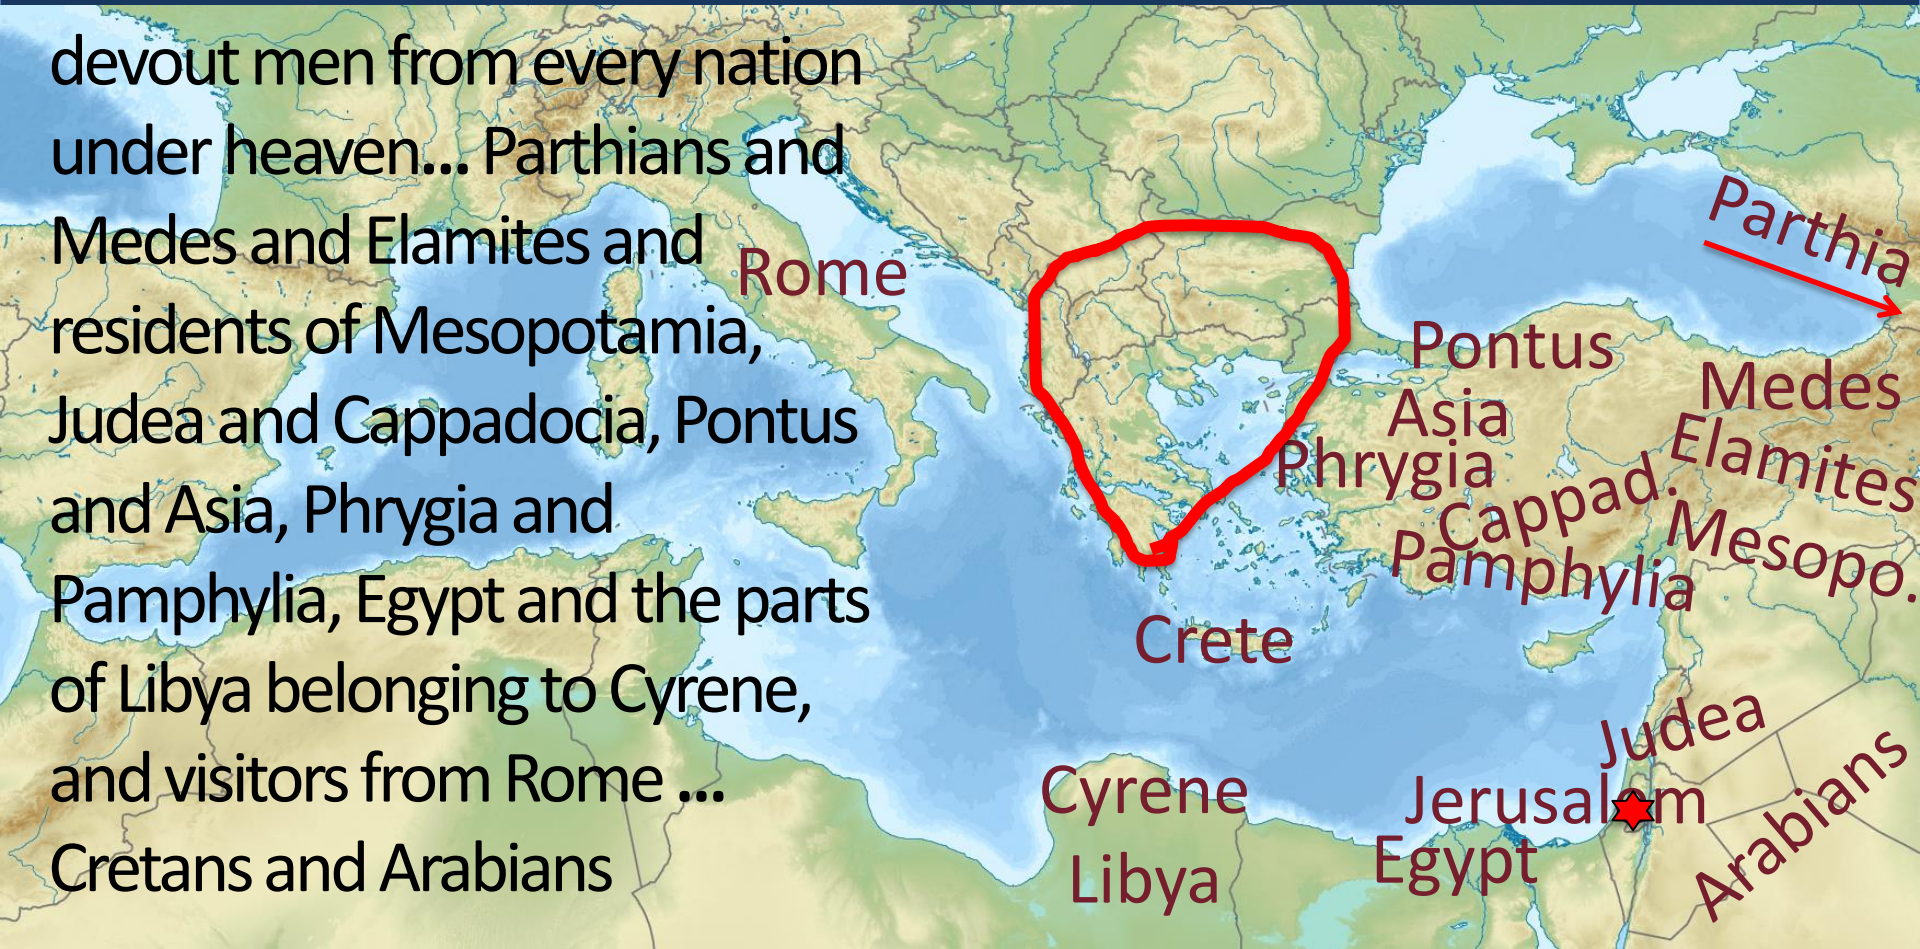 devout men from every nation
under heaven... Parthians and
Medes and Elamites and
residents of Mesopotamia,
Judea and Cappadocia, Pontus
and Asia, Phrygia and
Pamphylia, Egypt and the parts
of Libya belonging to Cyrene,
and visitors from Rome ...
Cretans and Arabians
Rome
Parthia
Pontus
Medes
Asia
Elamites
Phrygia
Cappad.
Mesopo.
Pamphylia
Crete
Judea
Cyrene
Jerusalem
Arabians
Egypt
Libya